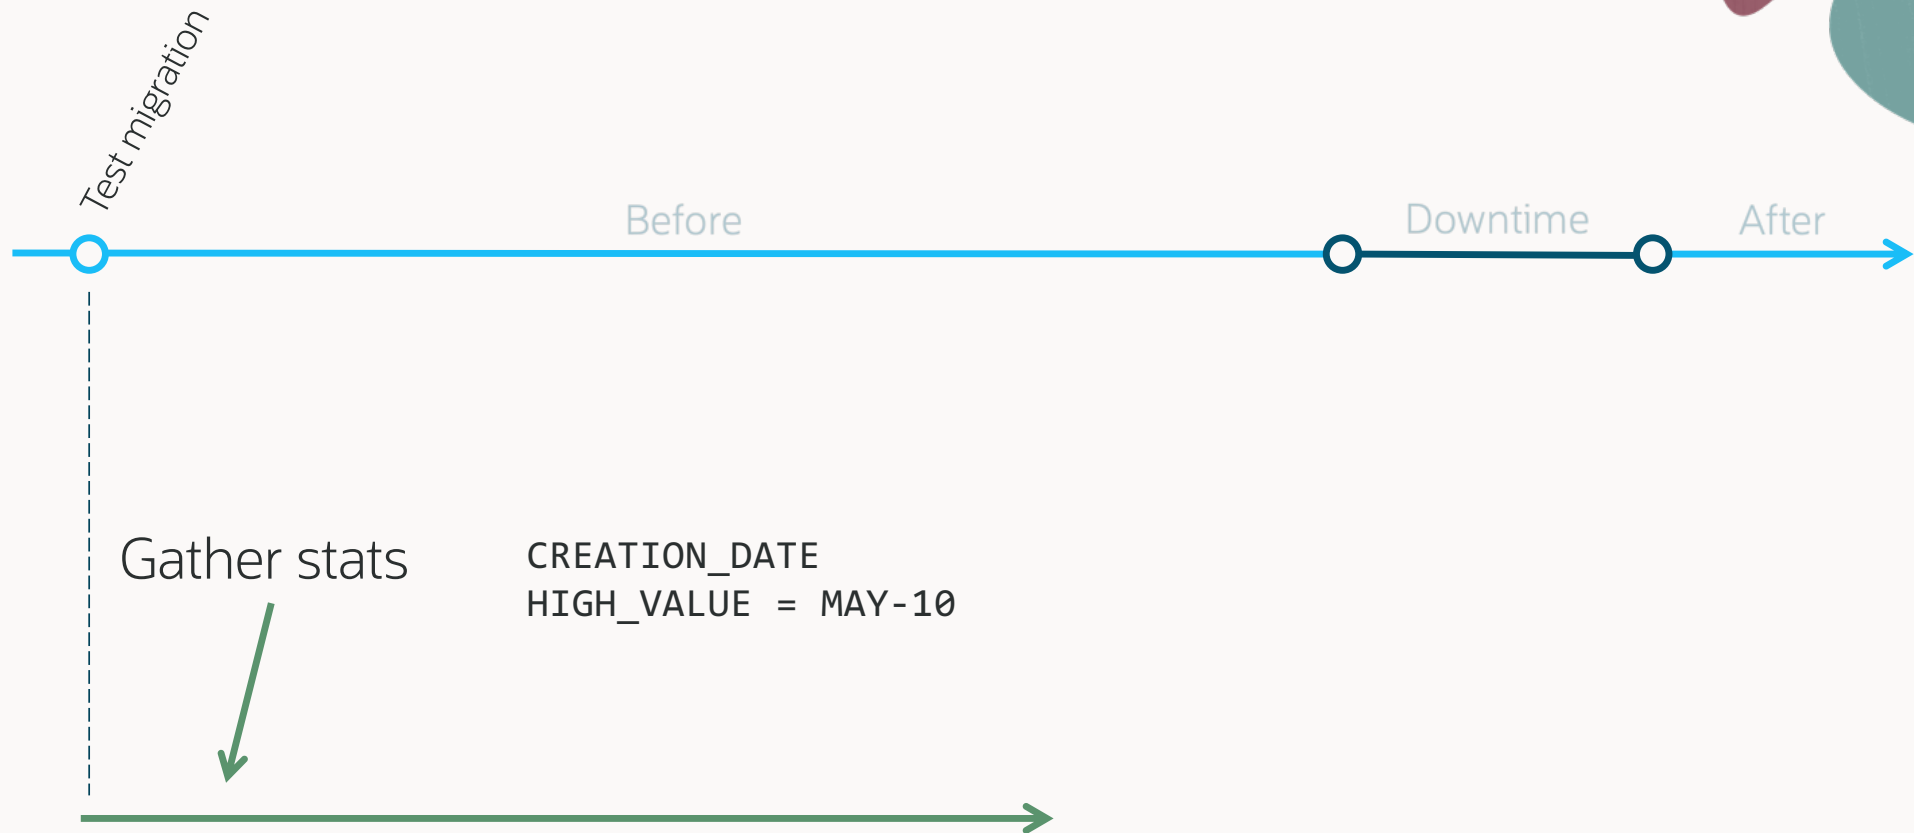 Test migration
Before
Downtime
After
Gather stats
CREATION_DATE
HIGH_VALUE = MAY-10